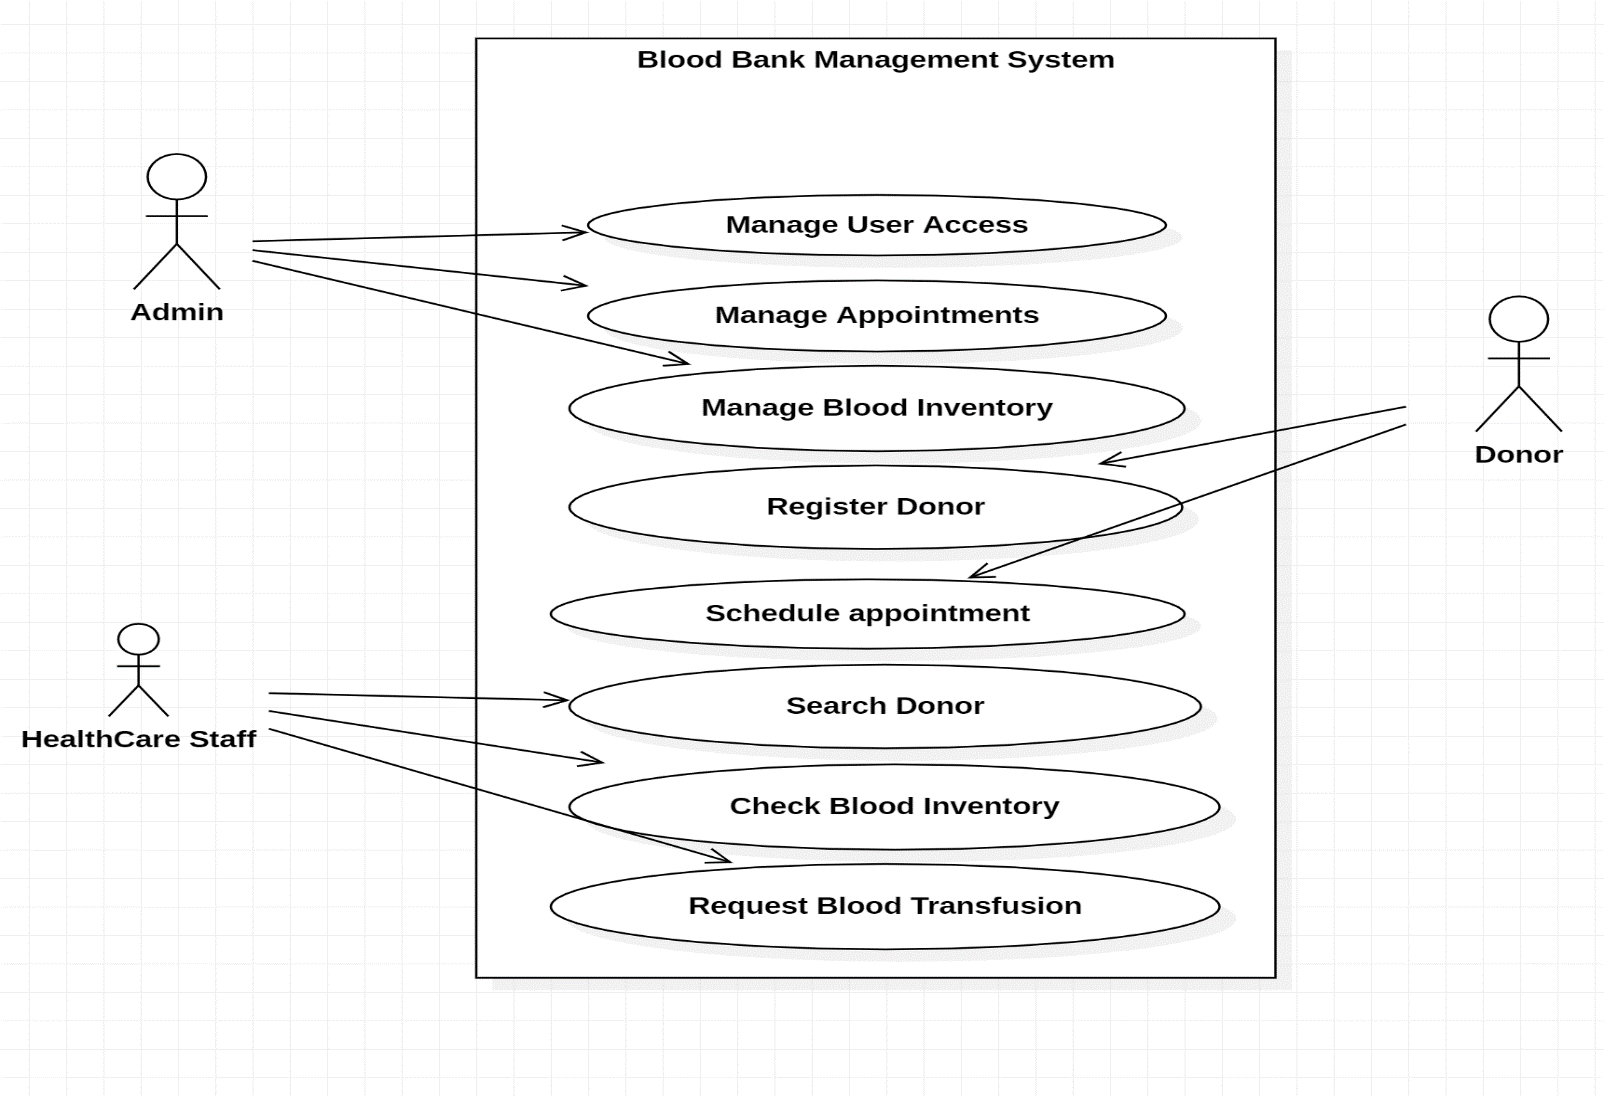 Blood Bank Management System
Manage User Access
Admin
Manage Appointments
Manage Blood Inventory
Donor
Register Donor
Schedule appointment
Search Donor
HealthCare Staff
Check Blood Inventory
Request Blood Transfusion